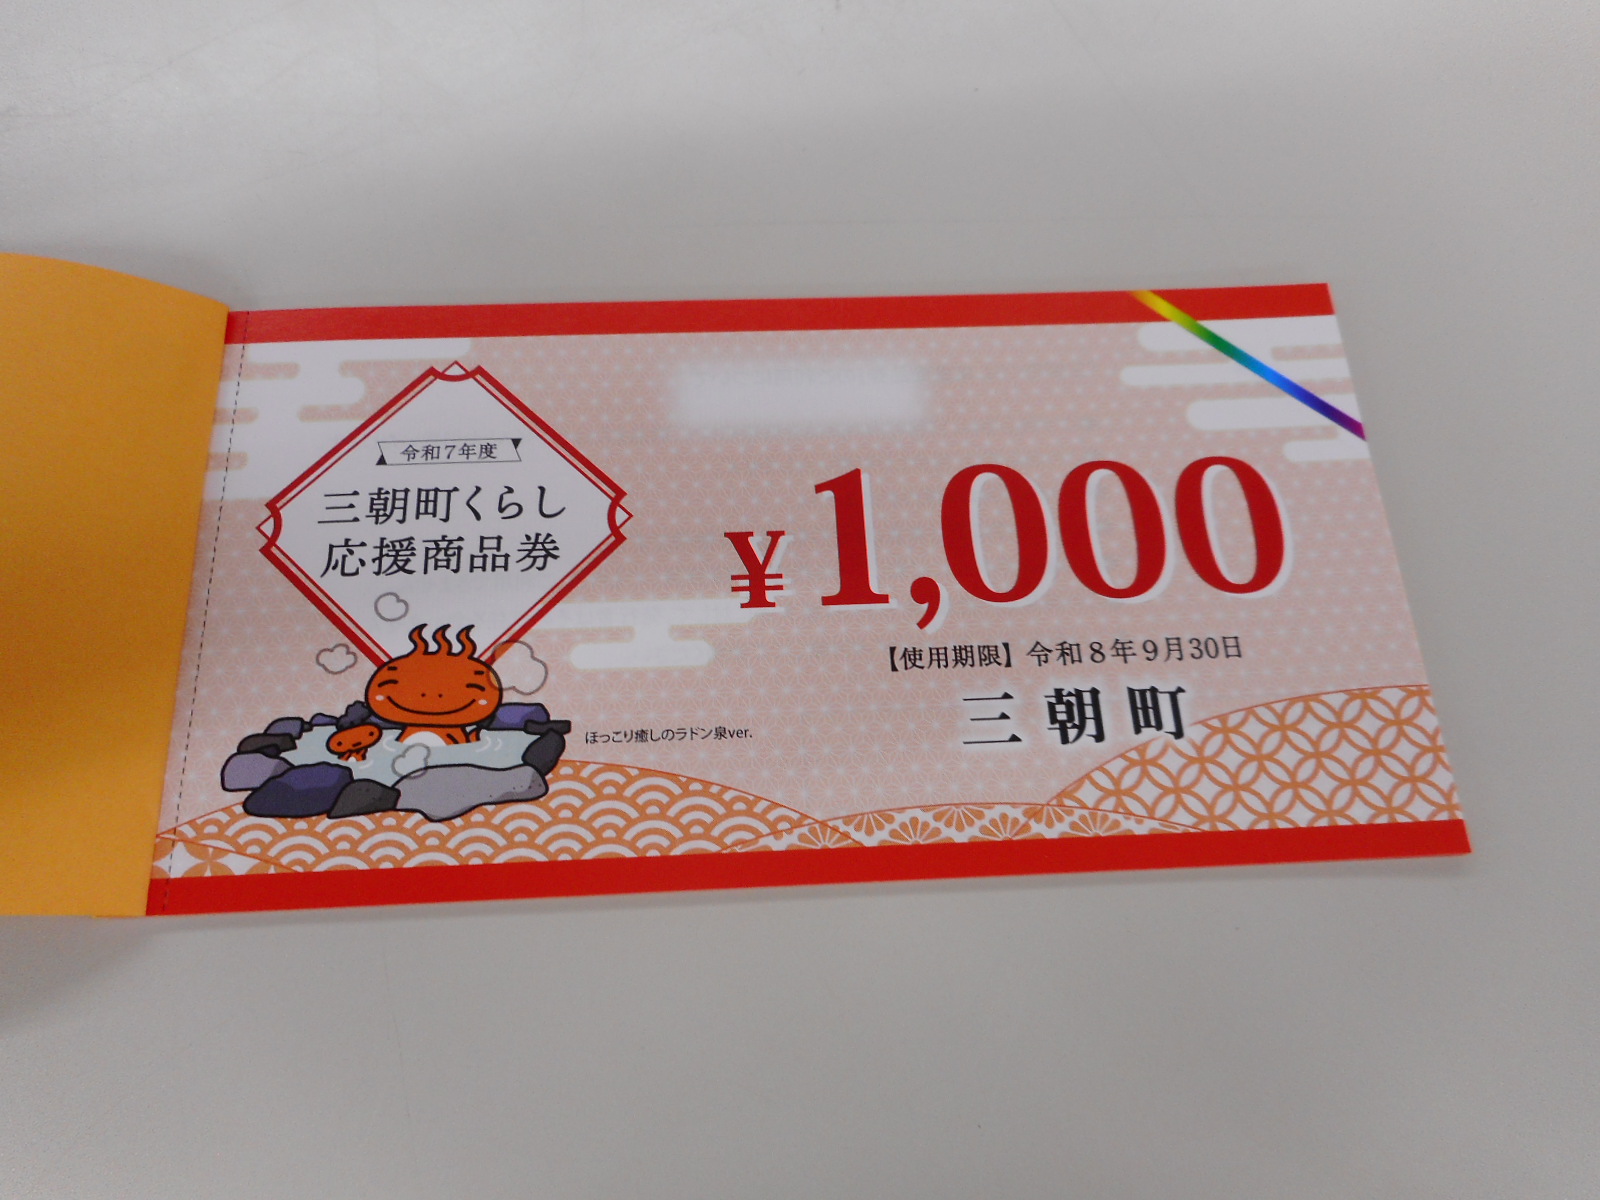 令和7年度
三朝町くらし
応援商品券
¥1,000
【使用期限】令和8年9月30日
三朝町
ほっこり癒しのラドン泉ver.